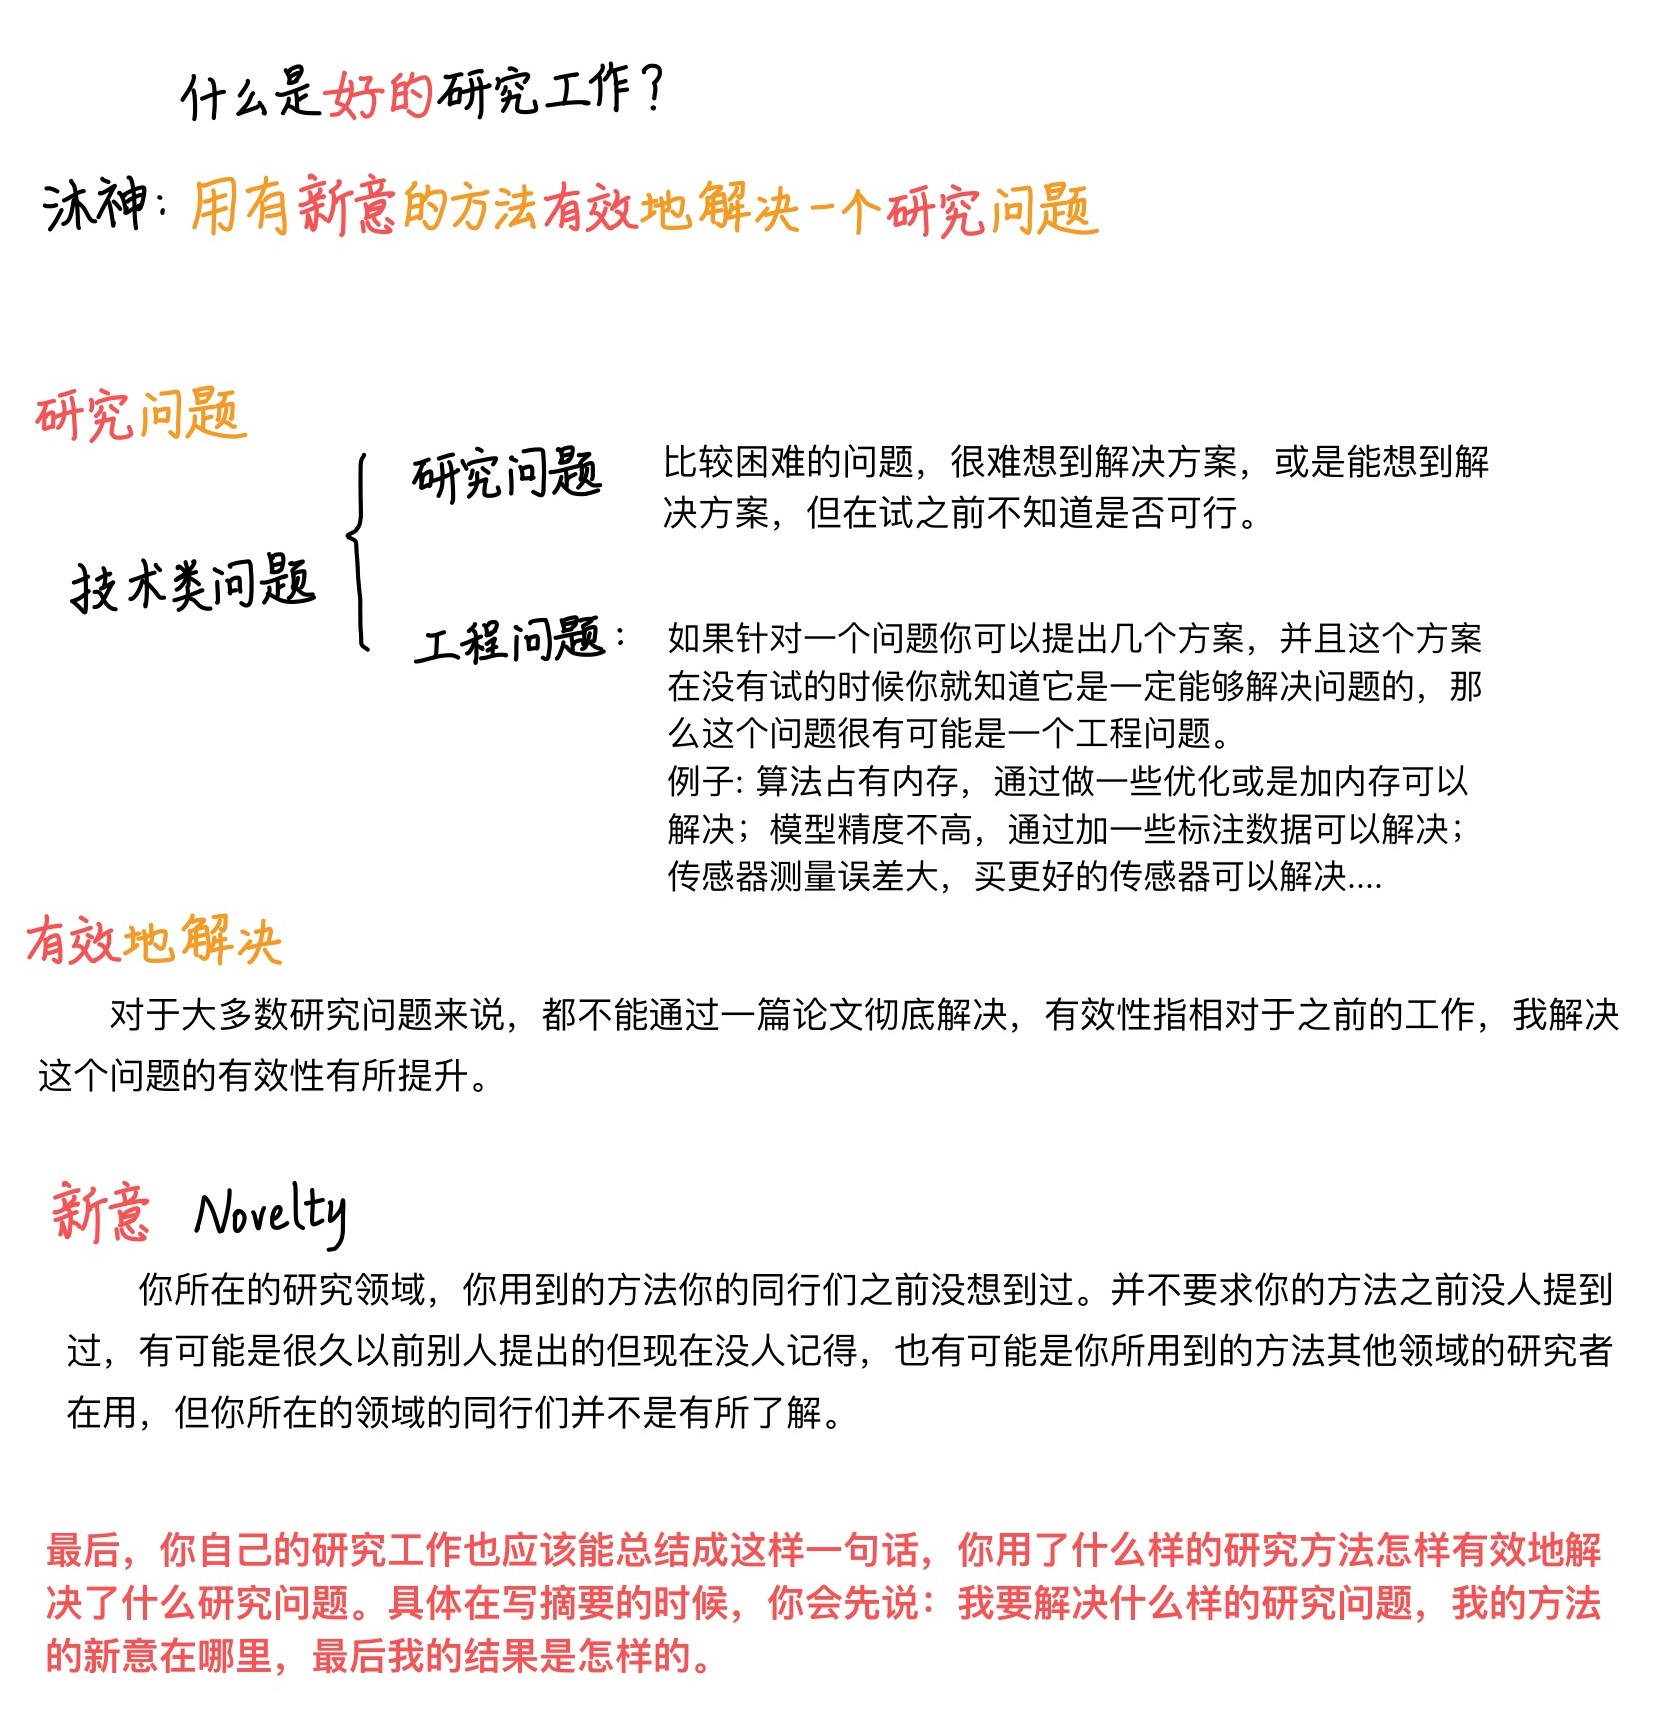 什么是好的研究工作？
沐神：用有新意的方法有效地解决一个研究问题
研究问题
技术类问题
研究问题
比较困难的问题，很难想到解决方案，或是能想到解
决方案，但在试之前不知道是否可行。
工程问题：
如果针对一个问题你可以提出几个方案，并且这个方案
在没有试的时候你就知道它是一定能够解决问题的，那
么这个问题很有可能是一个工程问题。
例子: 算法占有内存，通过做一些优化或是加内存可以
解决；模型精度不高，通过加一些标注数据可以解决；
传感器测量误差大，买更好的传感器可以解决....
有效地解决
对于大多数研究问题来说，都不能通过一篇论文彻底解决，有效性指相对于之前的工作，我解决
这个问题的有效性有所提升。
新意 Novelty
你所在的研究领域，你用到的方法你的同行们之前没想到过。并不要求你的方法之前没人提到
过，有可能是很久以前别人提出的但现在没人记得，也有可能是你所用到的方法其他领域的研究者
在用，但你所在的领域的同行们并不是有所了解。
最后，你自己的研究工作也应该能总结成这样一句话，你用了什么样的研究方法怎样有效地解
决了什么研究问题。具体在写摘要的时候，你会先说：我要解决什么样的研究问题，我的方法
的新意在哪里，最后我的结果是怎样的。